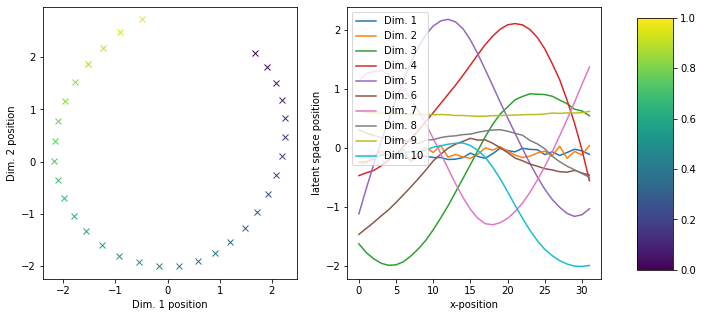 2
1
0
−1
−2
Dim. 2 position
−2
−1
0
1
2
Dim. 1 position
2
1
0
−1
−2
latent space position
Dim. 1
Dim. 2
Dim. 3
Dim. 4
Dim. 5
Dim. 6
Dim. 7
Dim. 8
Dim. 9
Dim. 10
0
5
10
15
20
25
30
x-position
1.0
0.8
0.6
0.4
0.2
0.0